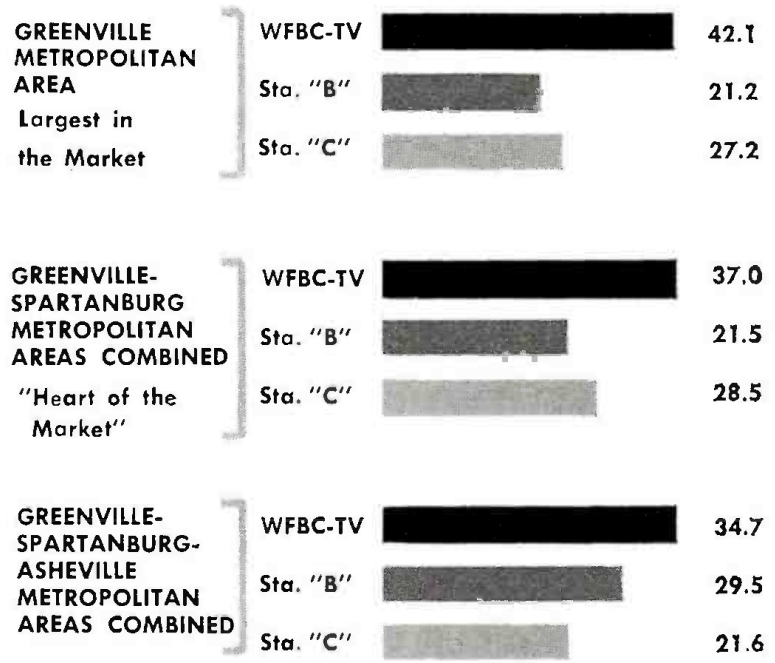 GREENVILLE
METROPOLITAN
AREA
Largest in
the Market
WFBC-TV 42.1
Sta. "B" 21.2
Sta. "C" 27.2
GREENVILLE-
SPARTANBURG
METROPOLITAN
AREAS COMBINED
"Heart of the
Market"
WFBC-TV 37.0
Sta. "B" 21.5
Sta. "C" 28.5
GREENVILLE-
SPARTANBURG-
ASHEVILLE
METROPOLITAN
AREAS COMBINED
WFBC-TV 34.7
Sta. "B" 29.5
Sta. "C" 21.6